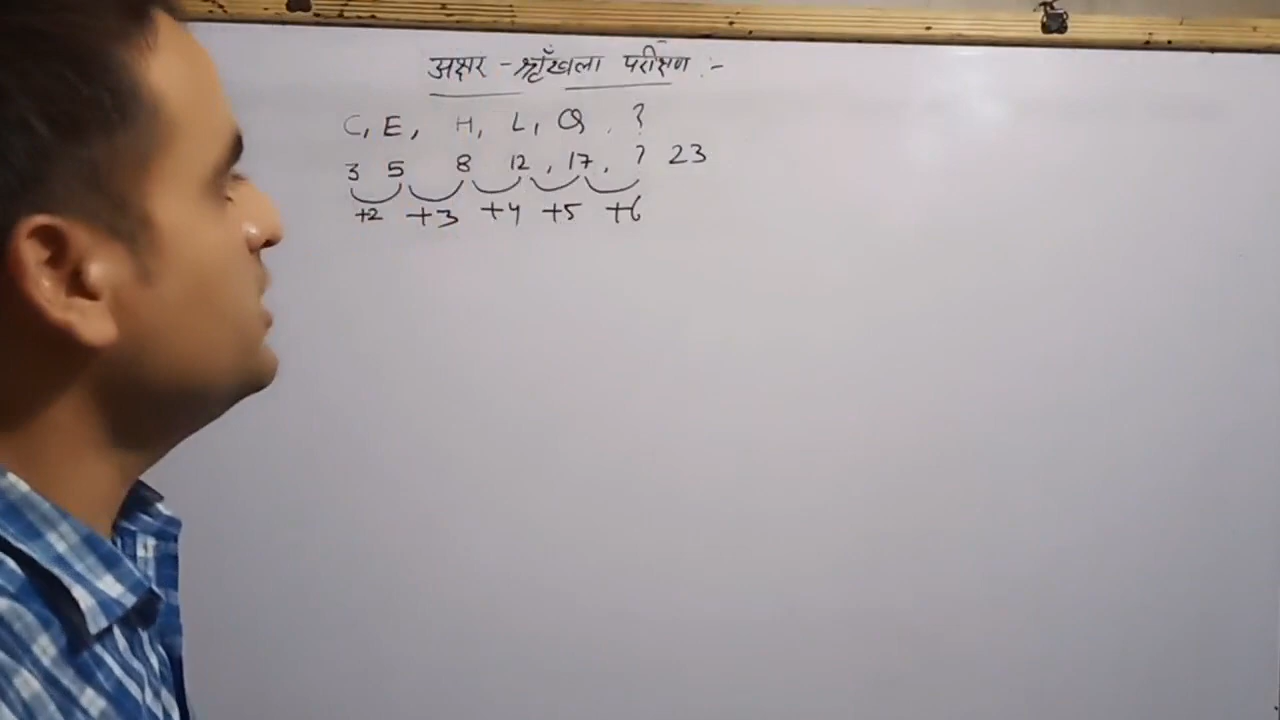 अक्षर - श्रृँखला परीक्षण :-
C, E, H, L, Q, ?
3 5 8 12, 17, ? 23
+2 +3 +4 +5 +6